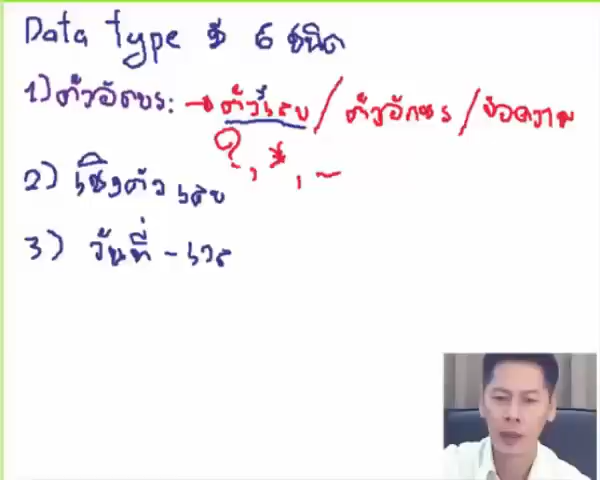 Data type มี 6 ชนิด
1) ตัวอักษร: → ตัวเลข / ตัวอักษร / ข้อความ
?, *, -
2) เชิงตัวเลข
3) วันที่ - เวลา